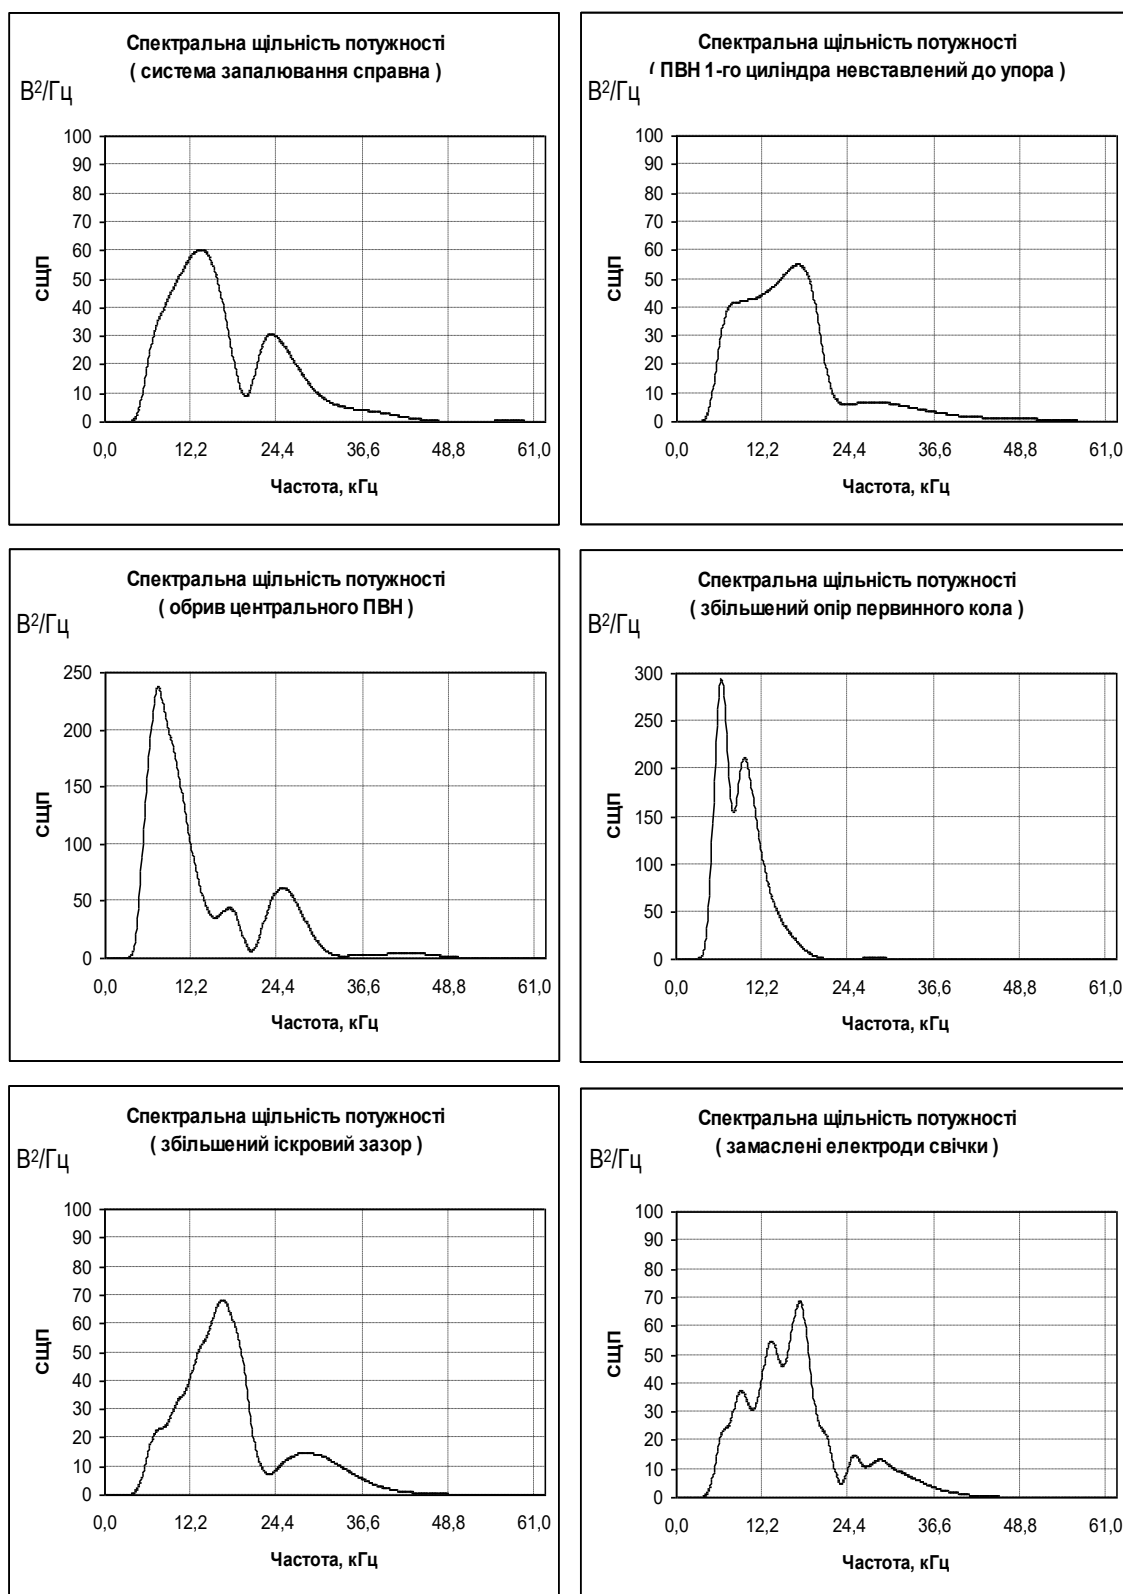 Спектральна щільність потужності
( система запалювання справна )
В²/Гц
СЩП
100
90
80
70
60
50
40
30
20
10
0
0,0 12,2 24,4 36,6 48,8 61,0
Частота, кГц
Спектральна щільність потужності
( ПВН 1-го циліндра невставлений до упора )
В²/Гц
СЩП
100
90
80
70
60
50
40
30
20
10
0
0,0 12,2 24,4 36,6 48,8 61,0
Частота, кГц
Спектральна щільність потужності
( обрив центрального ПВН )
В²/Гц
СЩП
250
200
150
100
50
0
0,0 12,2 24,4 36,6 48,8 61,0
Частота, кГц
Спектральна щільність потужності
( збільшений опір первинного кола )
В²/Гц
СЩП
300
250
200
150
100
50
0
0,0 12,2 24,4 36,6 48,8 61,0
Частота, кГц
Спектральна щільність потужності
( збільшений іскровий зазор )
В²/Гц
СЩП
100
90
80
70
60
50
40
30
20
10
0
0,0 12,2 24,4 36,6 48,8 61,0
Частота, кГц
Спектральна щільність потужності
( замаслені електроди свічки )
В²/Гц
СЩП
100
90
80
70
60
50
40
30
20
10
0
0,0 12,2 24,4 36,6 48,8 61,0
Частота, кГц